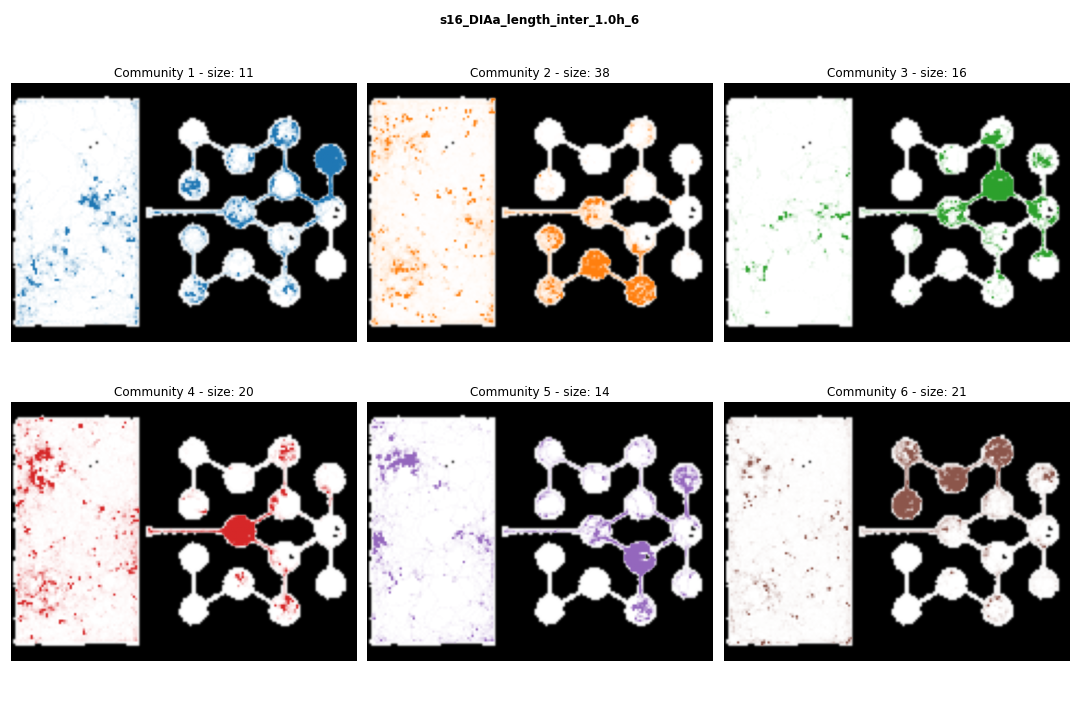 s16_DIAa_length_inter_1.0h_6
Community 1 - size: 11
Community 2 - size: 38
Community 3 - size: 16
Community 4 - size: 20
Community 5 - size: 14
Community 6 - size: 21